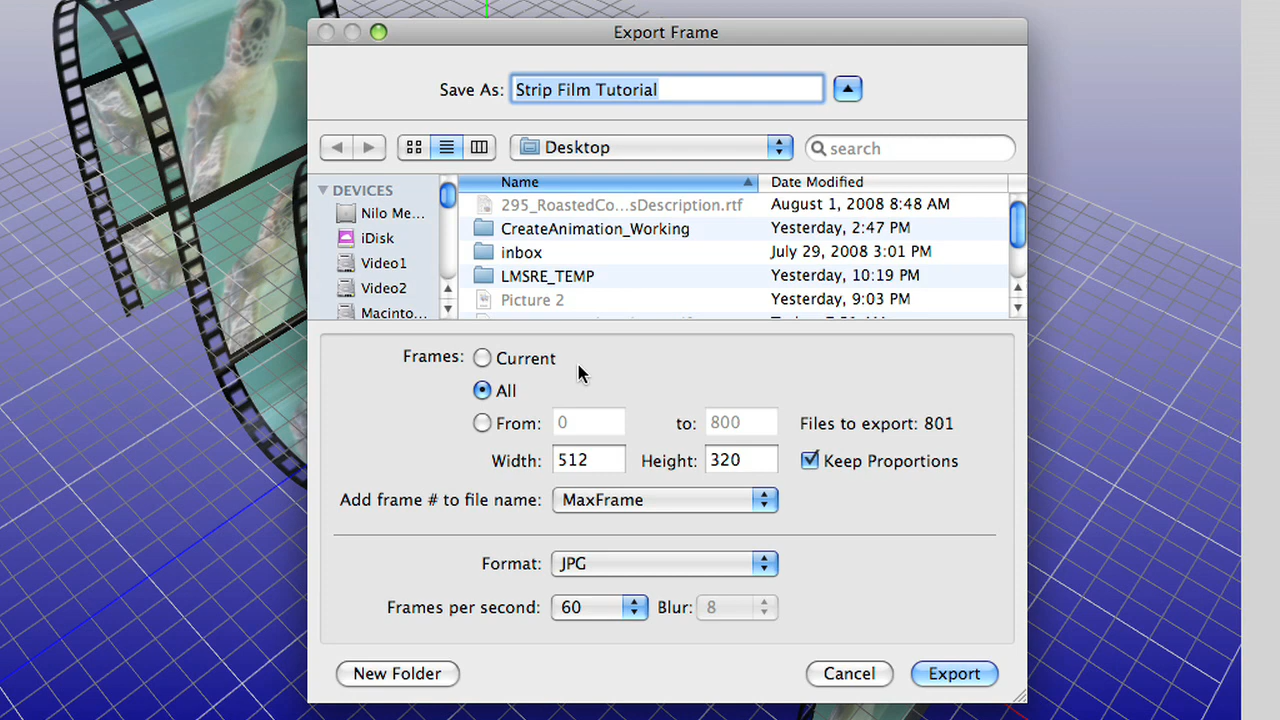 Export Frame
Save As: Strip Film Tutorial
Desktop
search
DEVICES
Nilo Me...
iDisk
Video1
Video2
Macinto...
Name Date Modified
295_RoastedCo...sDescription.rtf August 1, 2008 8:48 AM
CreateAnimation_Working Yesterday, 2:47 PM
inbox July 29, 2008 3:01 PM
LMSRE_TEMP Yesterday, 10:19 PM
Picture 2 Yesterday, 9:03 PM
Frames: Current
All
From: 0 to: 800 Files to export: 801
Width: 512 Height: 320 Keep Proportions
Add frame # to file name: MaxFrame
Format: JPG
Frames per second: 60 Blur: 8
New Folder Cancel Export